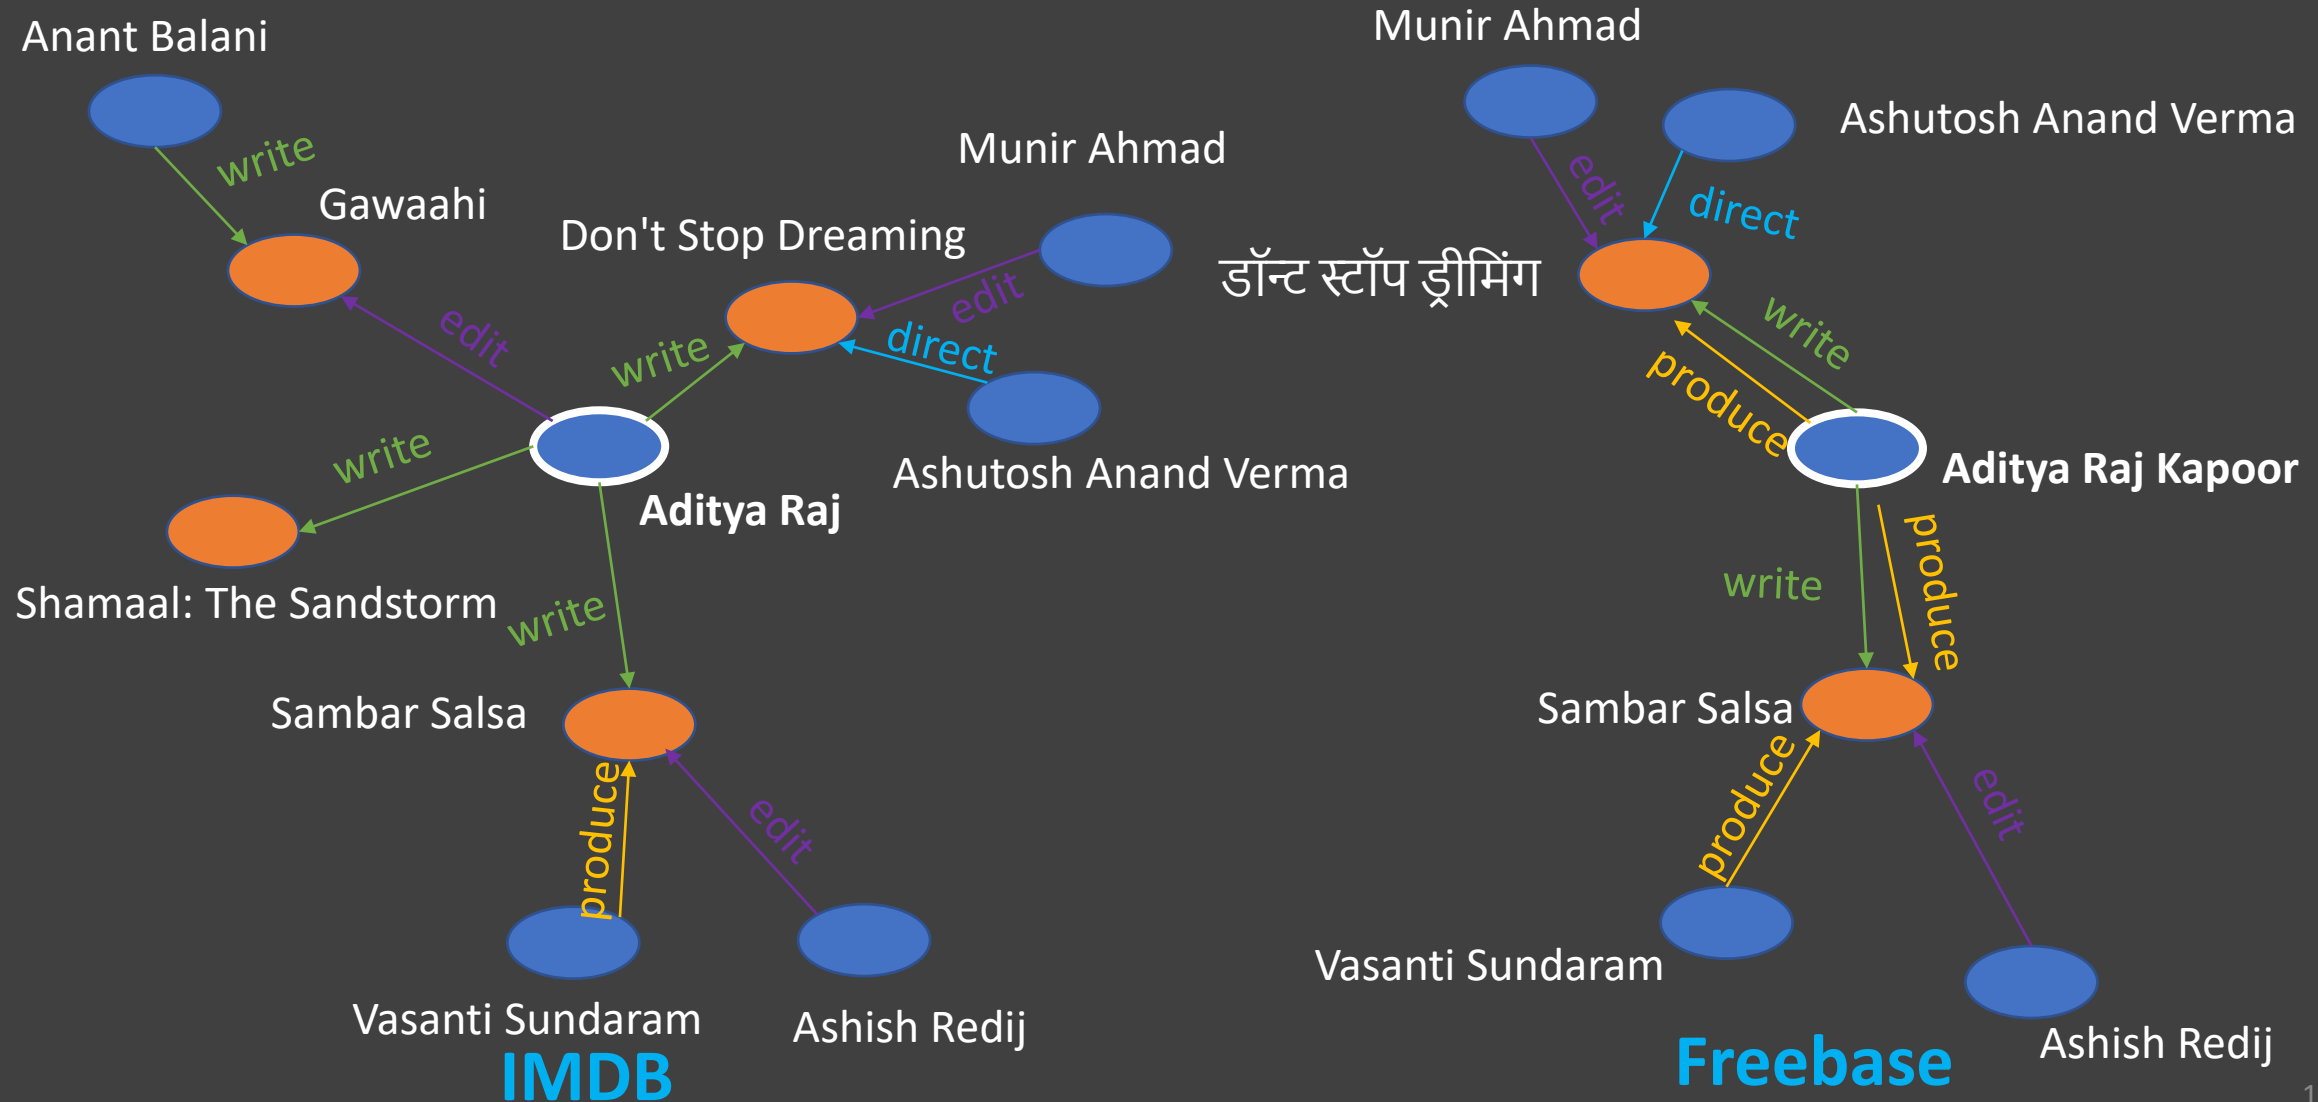 Anant Balani
write
Gawaahi
edit
Don't Stop Dreaming
Munir Ahmad
edit
direct
write
Ashutosh Anand Verma
Aditya Raj
write
Shamaal: The Sandstorm
write
Sambar Salsa
produce
edit
Vasanti Sundaram
Ashish Redij
IMDB
Munir Ahmad
Ashutosh Anand Verma
edit
direct
डॉन्ट स्टॉप ड्रीमिंग
write
produce
Aditya Raj Kapoor
write
produce
Sambar Salsa
produce
edit
Vasanti Sundaram
Ashish Redij
Freebase
1